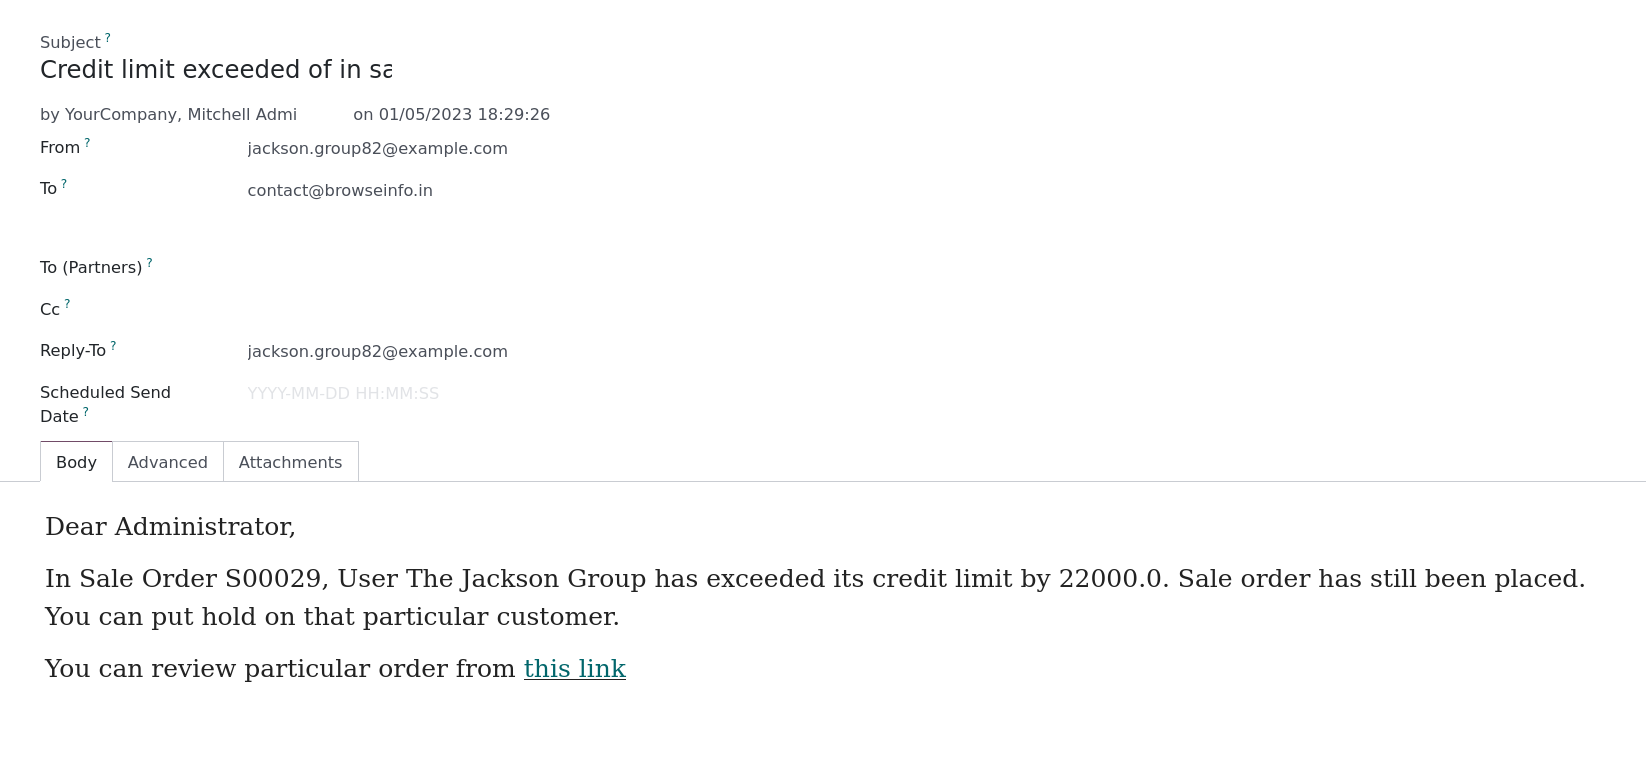 Subject ?
Credit limit exceeded of in sa
by YourCompany, Mitchell Admi on 01/05/2023 18:29:26
From ? jackson.group82@example.com
To ? contact@browseinfo.in
To (Partners) ?
Cc ?
Reply-To ? jackson.group82@example.com
Scheduled Send YYYY-MM-DD HH:MM:SS
Date ?
Body Advanced Attachments
Dear Administrator,
In Sale Order S00029, User The Jackson Group has exceeded its credit limit by 22000.0. Sale order has still been placed.
You can put hold on that particular customer.
You can review particular order from this link